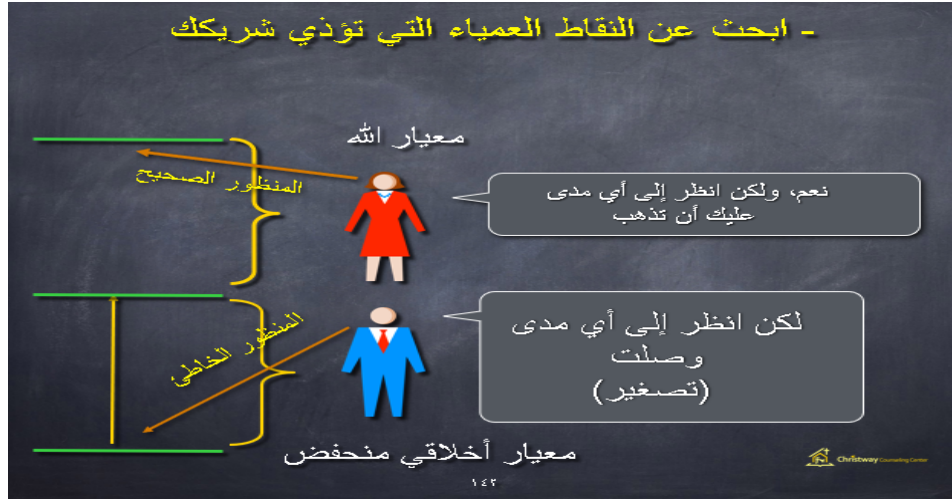 - ابحث عن النقاط العمياء التي تؤذي شريكك
معيار الله
المنظور الصحيح
نعم، ولكن انظر إلى أي مدى
عليك أن تذهب
المنظور الخاطئ
لكن انظر إلى أي مدى
وصلت
(تصغير)
معيار أخلاقي منحفض
Christway Counseling Center
١٤٢